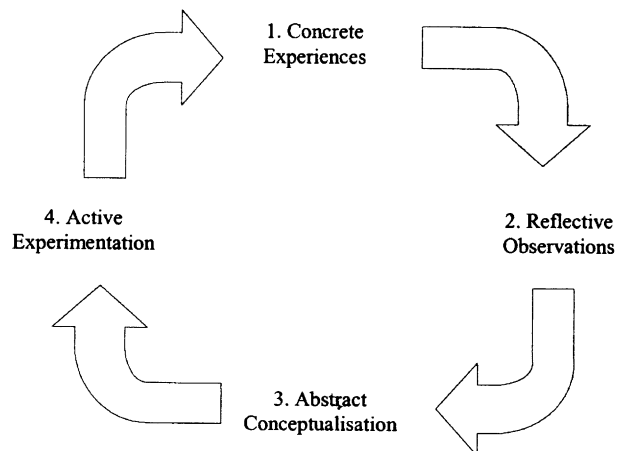 1. Concrete
Experiences
2. Reflective
Observations
3. Abstract
Conceptualisation
4. Active
Experimentation